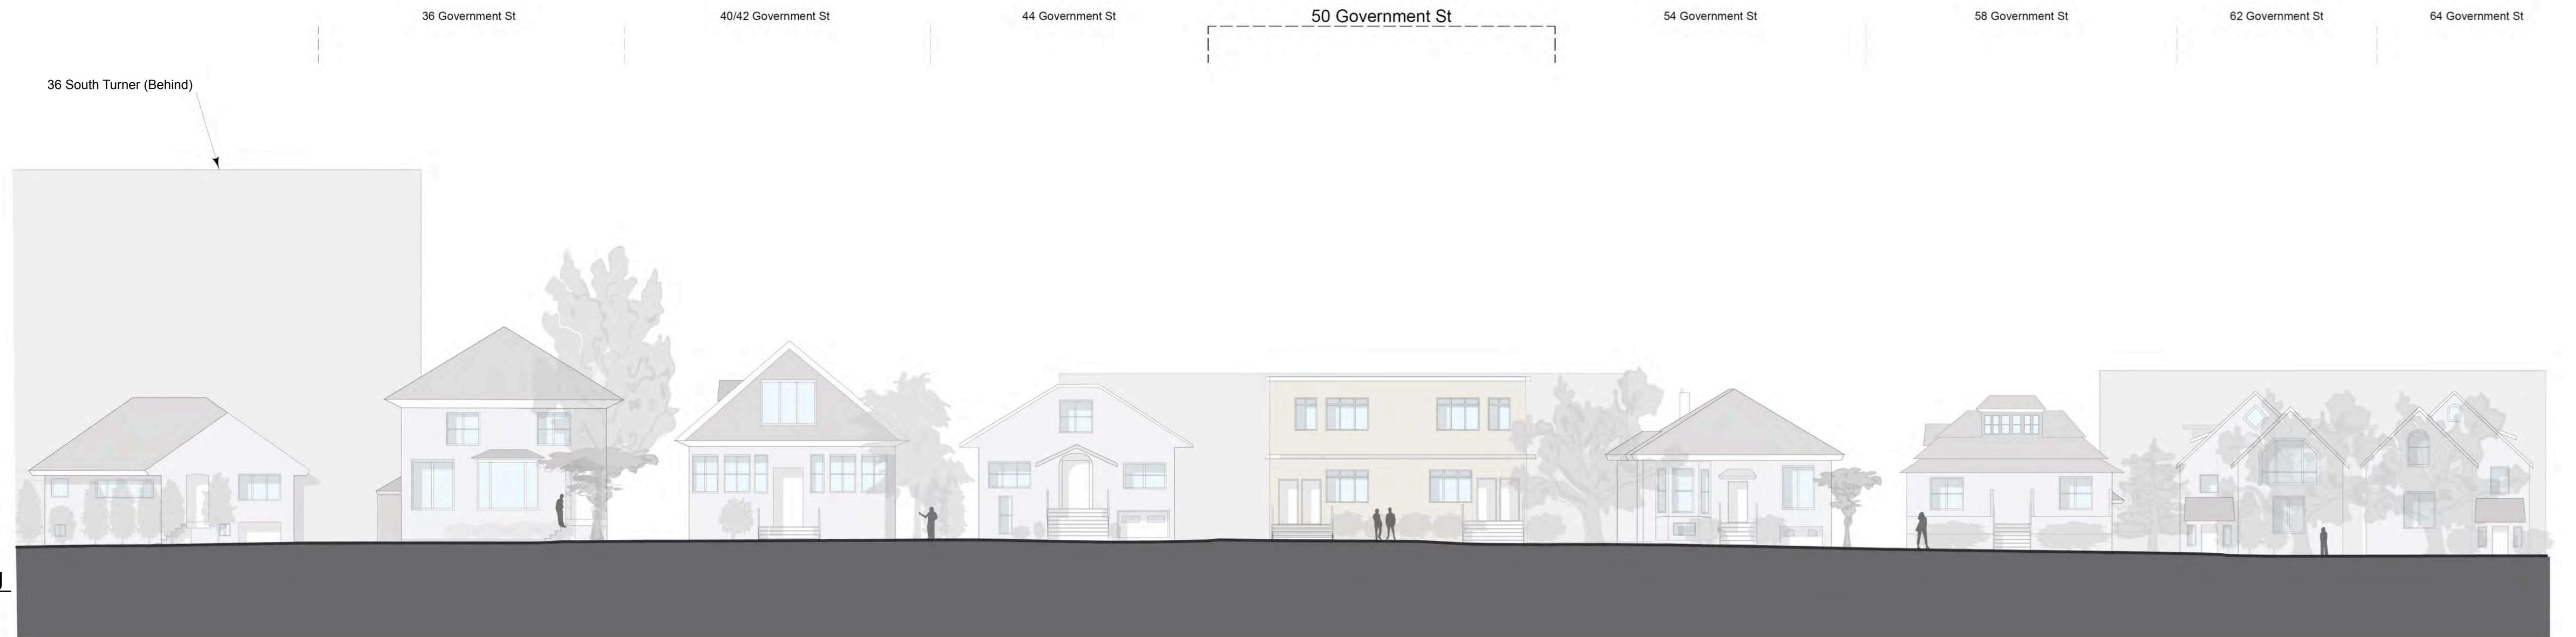 36 Government St
40/42 Government St
44 Government St
50 Government St
54 Government St
58 Government St
62 Government St
64 Government St
36 South Turner (Behind)